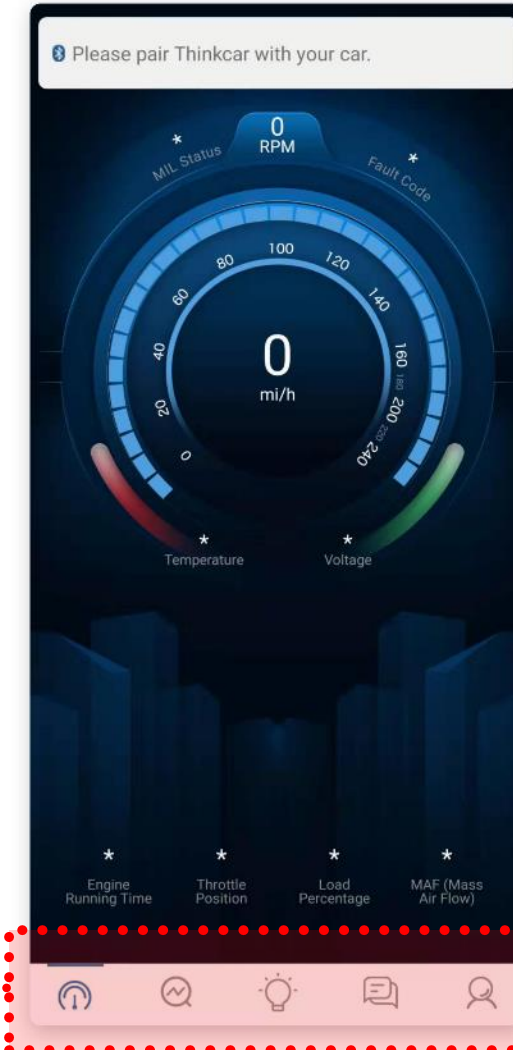 Please pair Thinkcar with your car.
0
RPM
*
MIL Status
*
Fault Code
0
20
40
60
80
100
120
140
160
180
200
220
240
0
mi/h
*
Temperature
*
Voltage
*
Engine
Running Time
*
Throttle
Position
*
Load
Percentage
*
MAF (Mass
Air Flow)